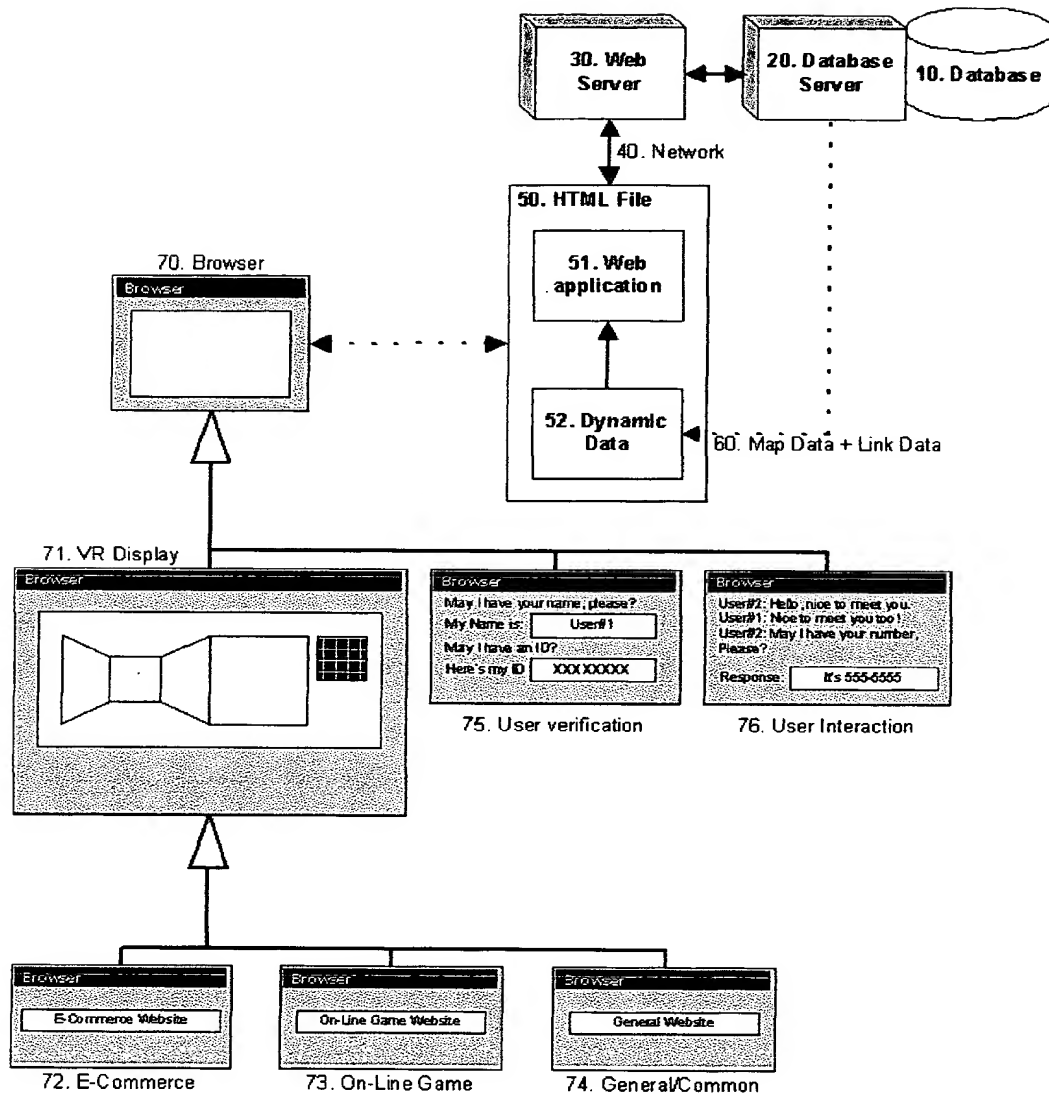 30. Web
Server
20. Database
Server
10. Database
40. Network
50. HTML File
51. Web
application
52. Dynamic
Data
60. Map Data + Link Data
70. Browser
Browser
71. VR Display
Browser
Browser
May I have your name, please?
My Name is:
User#1
May I have an ID?
Here's my ID
XXXXXXXX
75. User verification
Browser
User#2: Hello, nice to meet you.
User#1: Nice to meet you too!
User#2: May I have your number,
Please?
Response:
It's 555-5555
76. User Interaction
Browser
E-Commerce Website
72. E-Commerce
Browser
On-Line Game Website
73. On-Line Game
Browser
General Website
74. General/Common